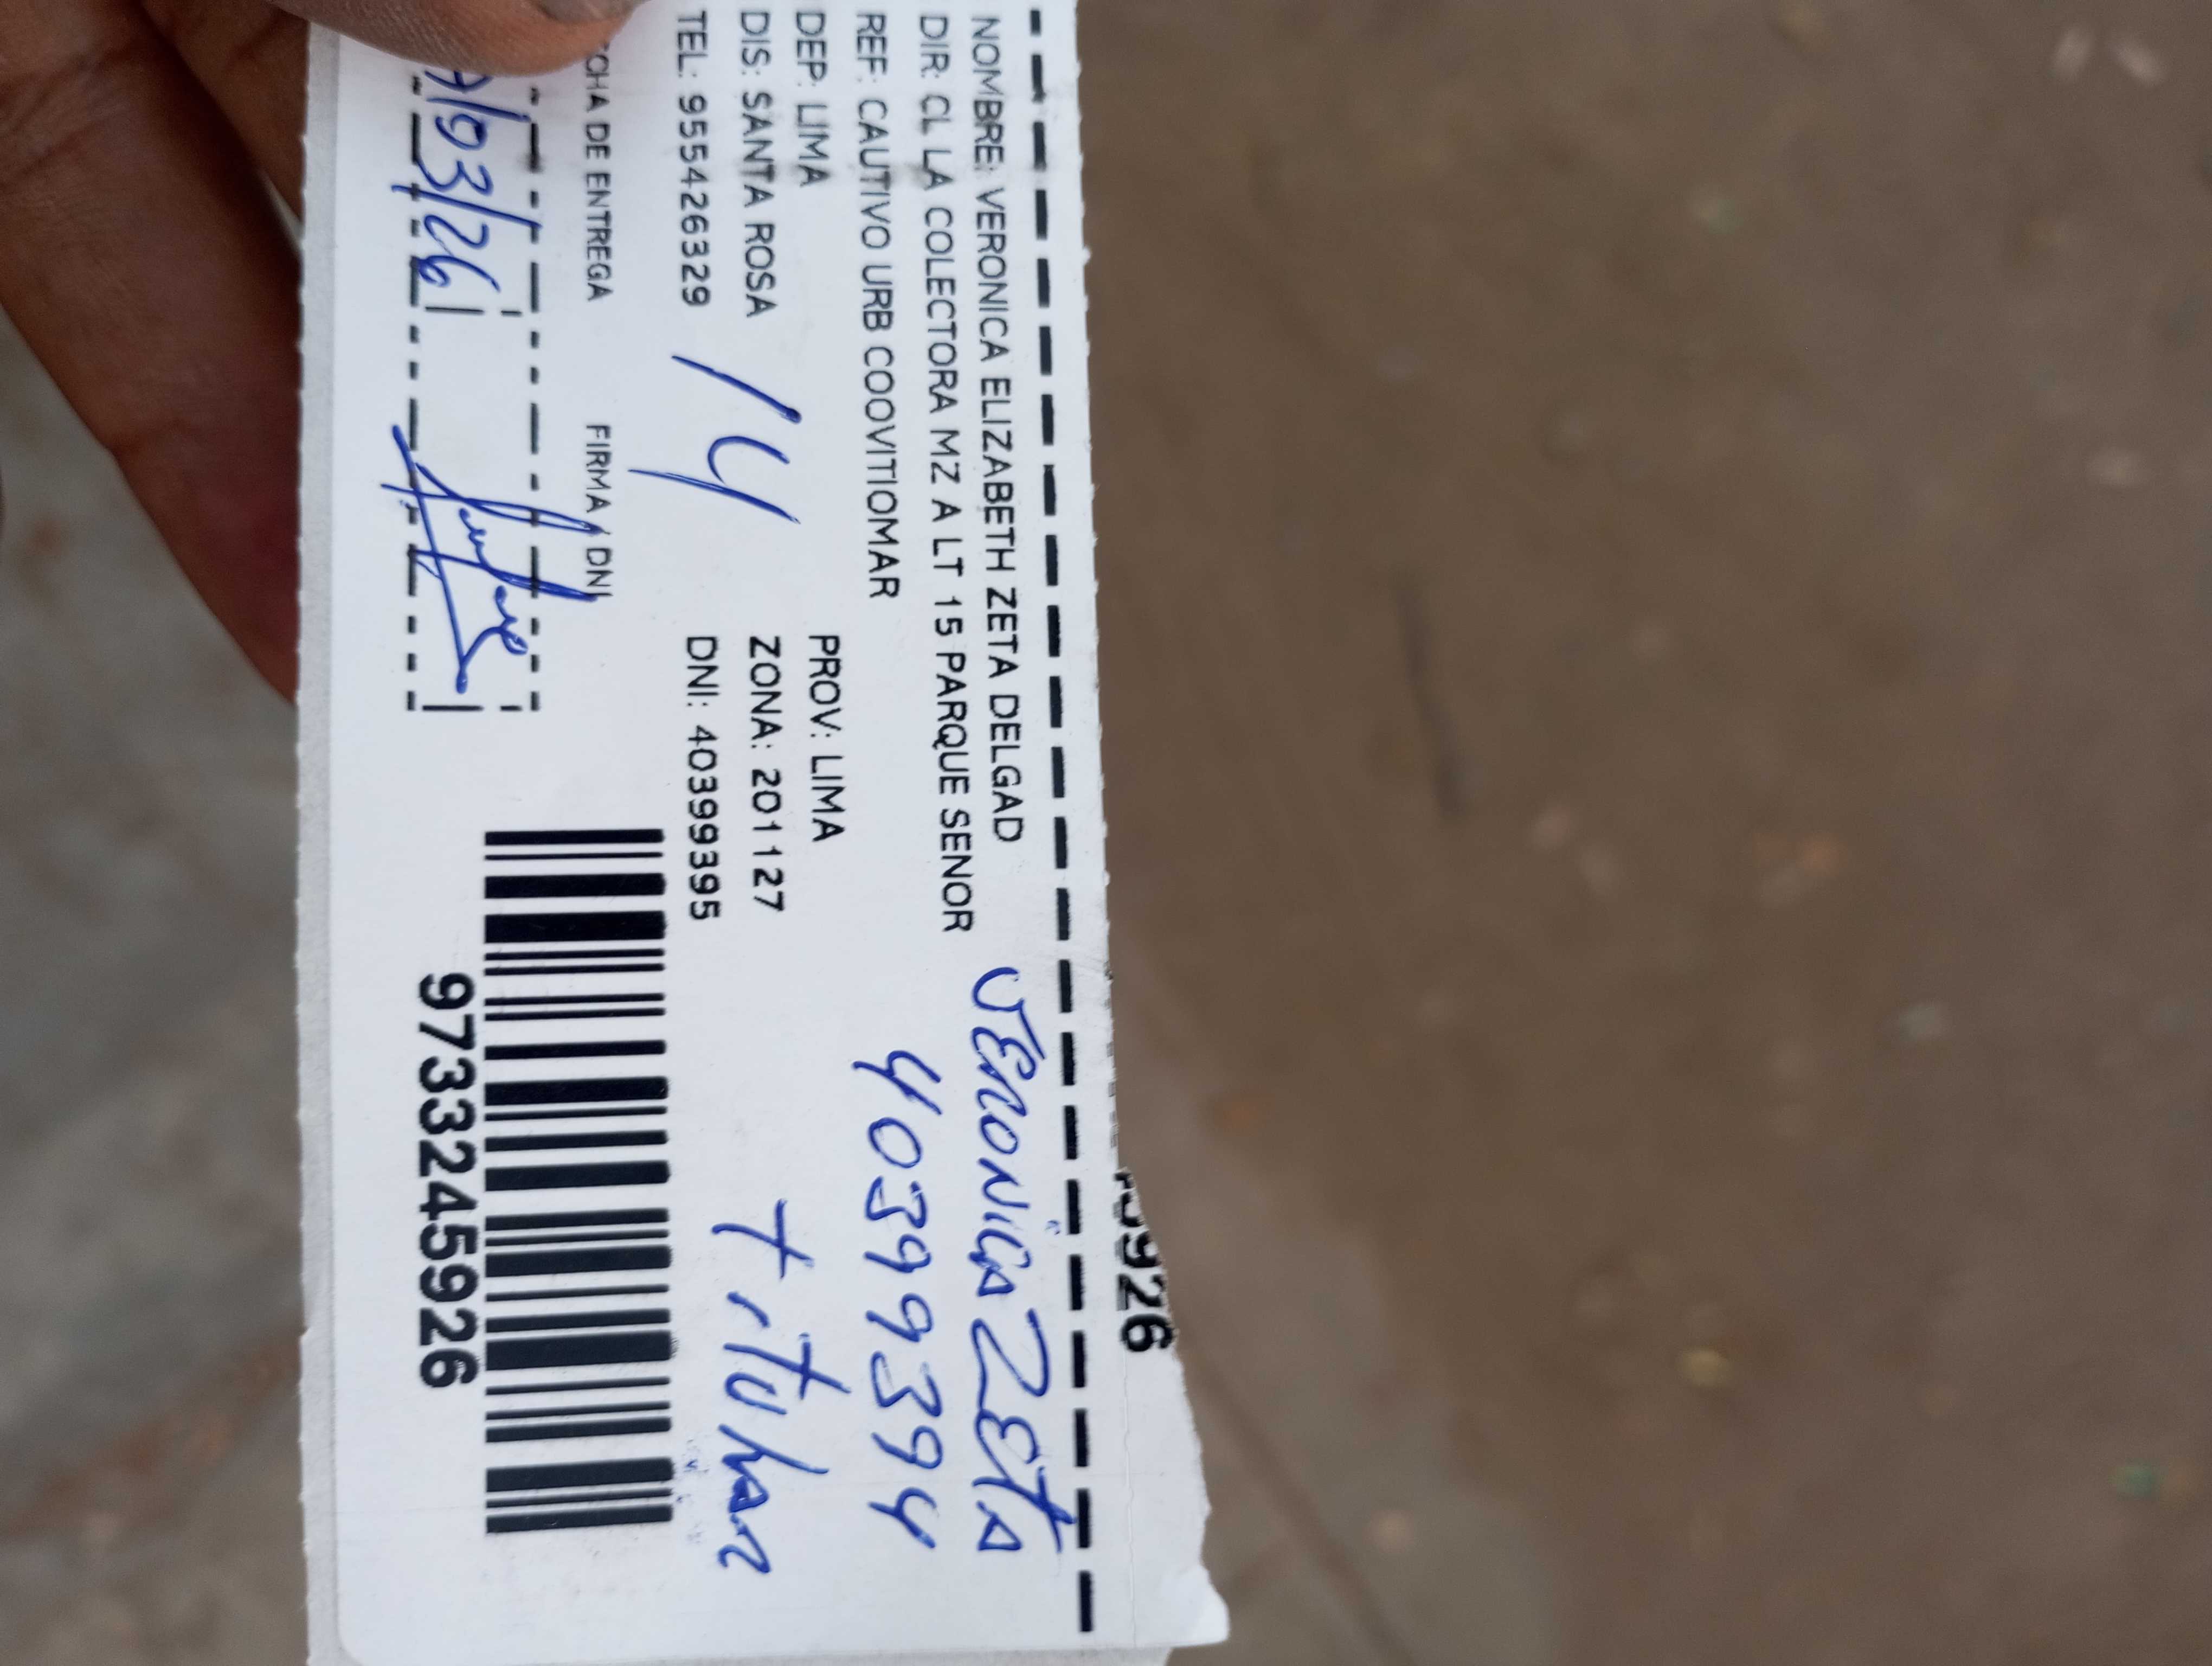 5926
NOMBRE: VERONICA ELIZABETH ZETA DELGAD
VERONICA ZETA
DIR: CL LA COLECTORA MZ A LT 15 PARQUE SENOR
REF: CAUTIVO URB COOVITIOMAR
40399394
DEP: LIMA PROV: LIMA
DIS: SANTA ROSA ZONA: 201127
titular
TEL: 955426329 DNI: 40399395
14
CHA DE ENTREGA FIRMA / DNI
/03/26
9733245926